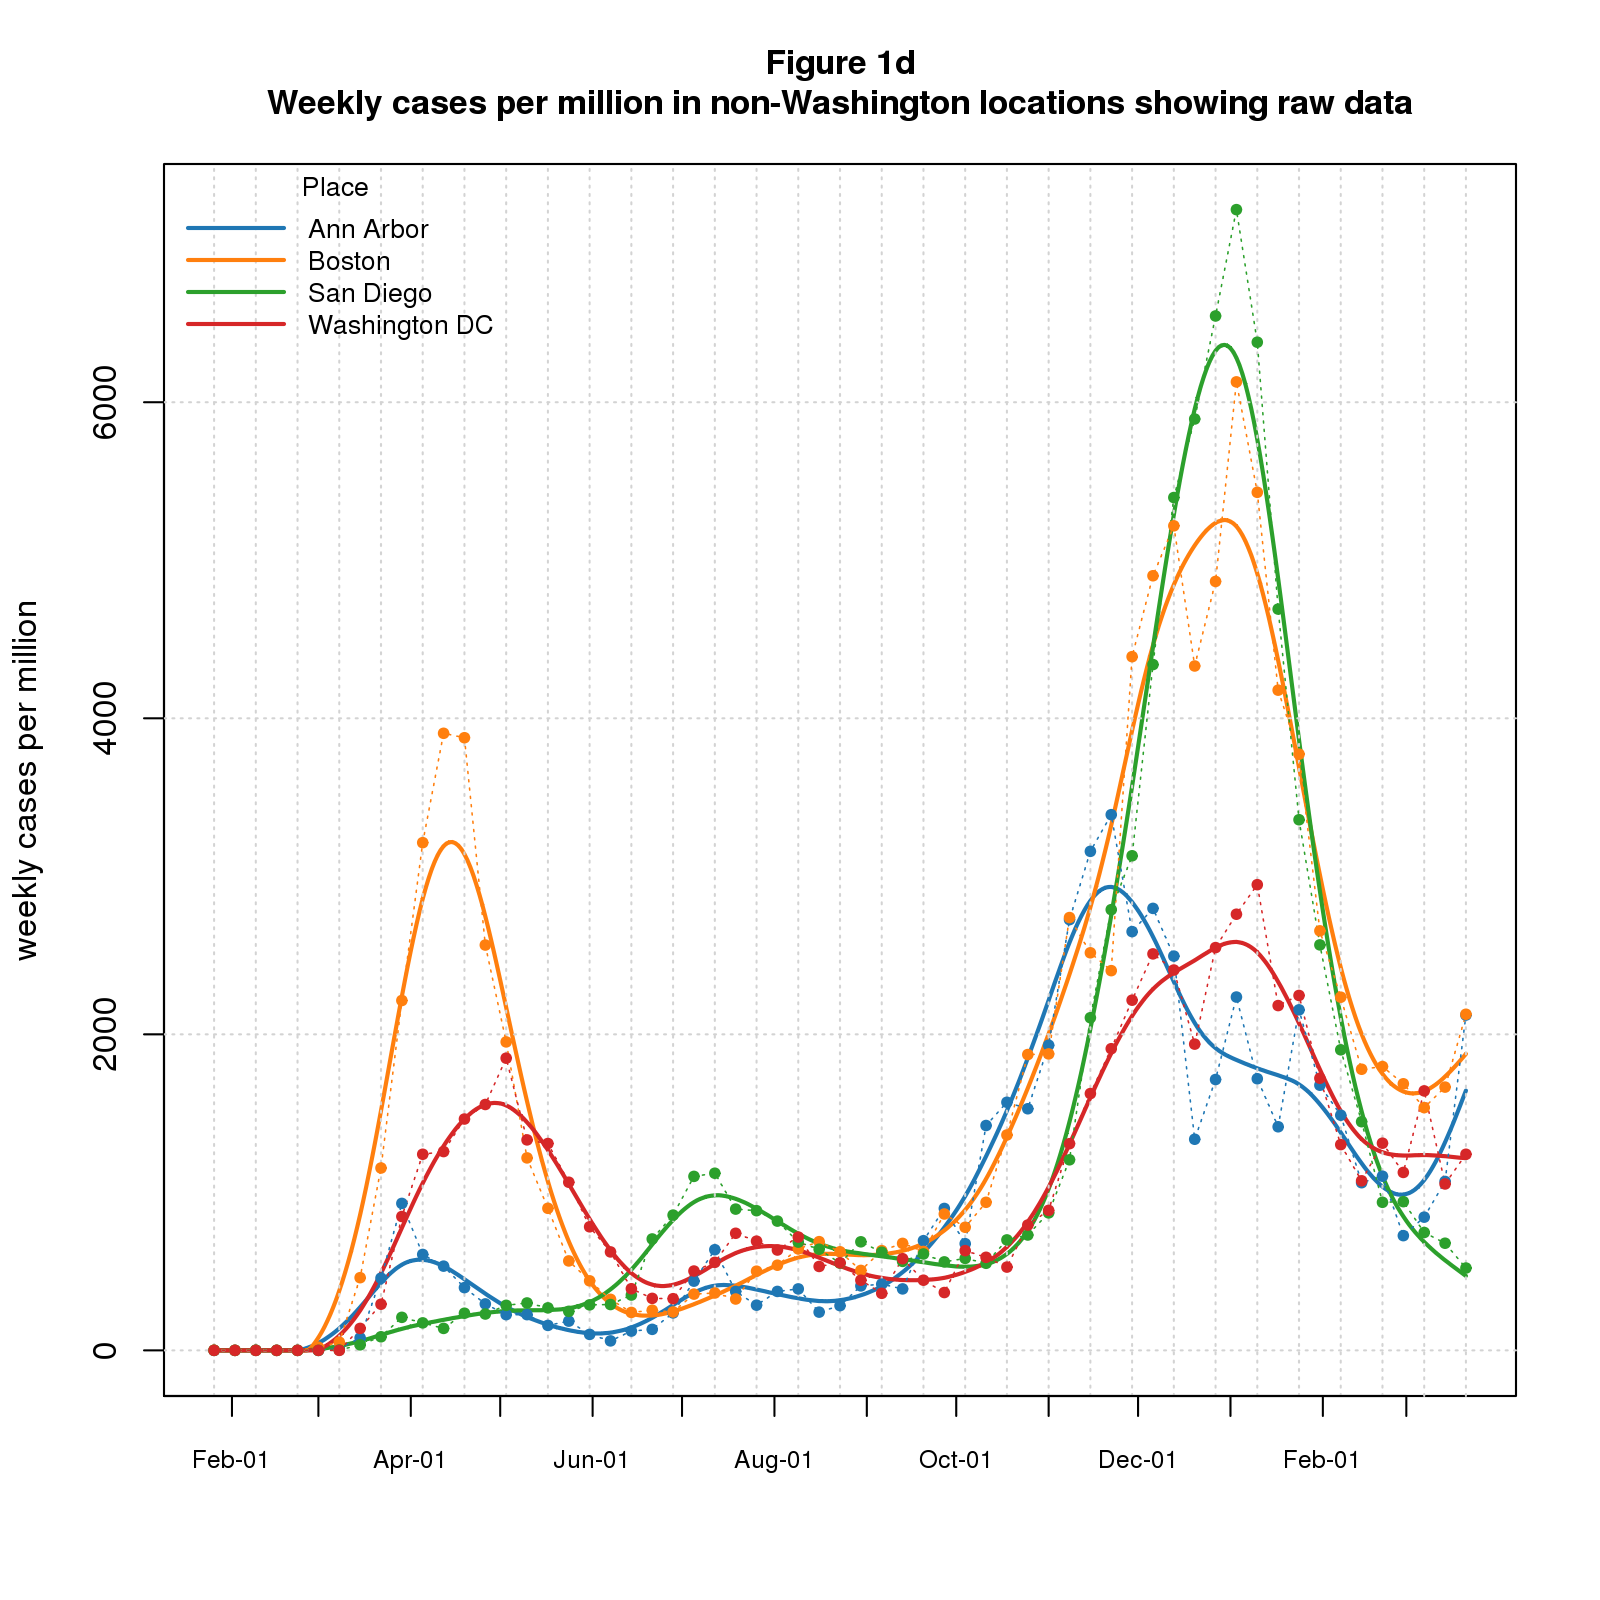 Figure 1d
Weekly cases per million in non-Washington locations showing raw data
Place
Ann Arbor
Boston
San Diego
Washington DC
weekly cases per million
6000
4000
2000
0
Feb-01 Apr-01 Jun-01 Aug-01 Oct-01 Dec-01 Feb-01